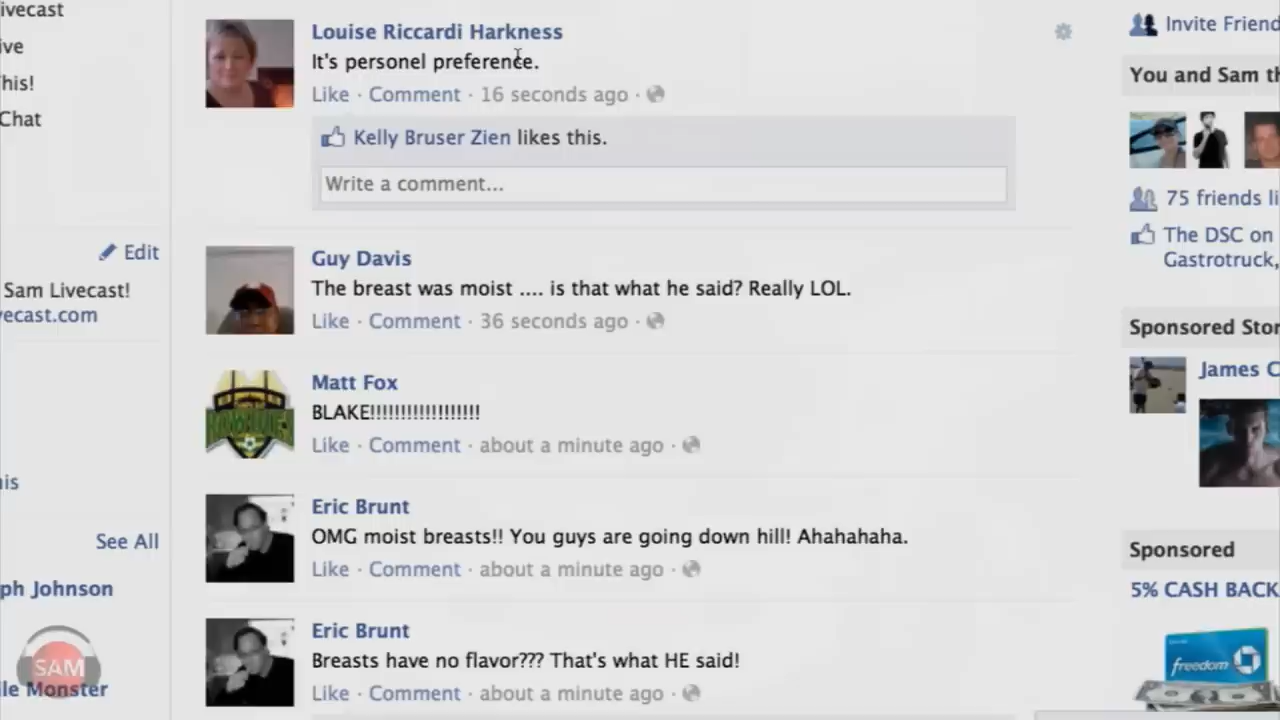 ivecast
ive
his!
Chat
Edit
Sam Livecast!
vecast.com
is
See All
ph Johnson
SAM
lle Monster
Louise Riccardi Harkness
It's personel preference.
Like · Comment · 16 seconds ago ·
Kelly Bruser Zien likes this.
Write a comment...
Guy Davis
The breast was moist .... is that what he said? Really LOL.
Like · Comment · 36 seconds ago ·
Matt Fox
BLAKE!!!!!!!!!!!!!!!!!!
Like · Comment · about a minute ago ·
Eric Brunt
OMG moist breasts!! You guys are going down hill! Ahahahaha.
Like · Comment · about a minute ago ·
Eric Brunt
Breasts have no flavor??? That's what HE said!
Like · Comment · about a minute ago ·
Invite Friend
You and Sam th
75 friends li
The DSC on
Gastrotruck,
Sponsored Stor
James C
Sponsored
5% CASH BACK
freedom